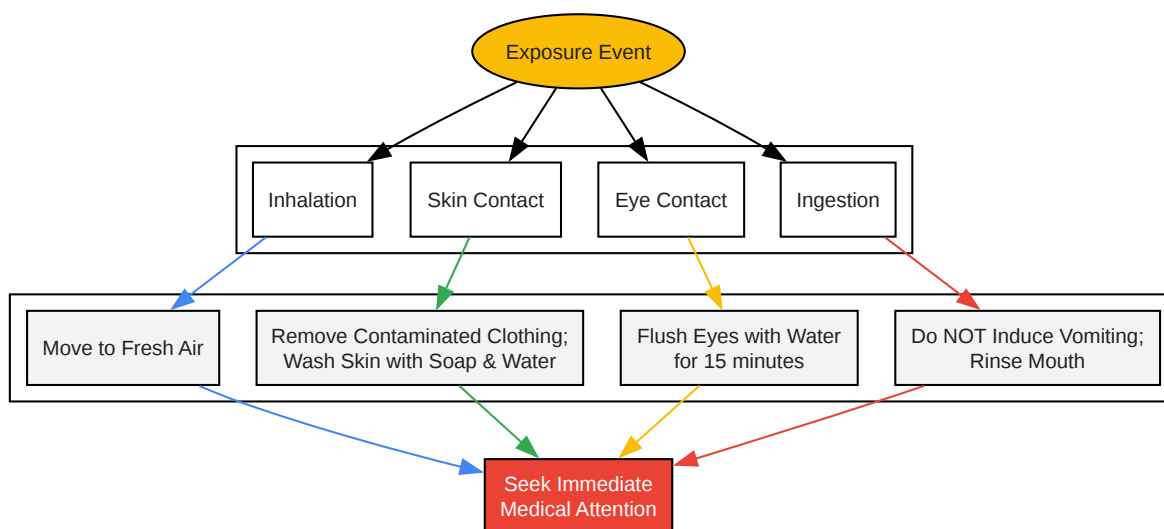 Exposure Event
Inhalation
Skin Contact
Eye Contact
Ingestion
Move to Fresh Air
Remove Contaminated Clothing;
Wash Skin with Soap & Water
Flush Eyes with Water
for 15 minutes
Do NOT Induce Vomiting;
Rinse Mouth
Seek Immediate
Medical Attention